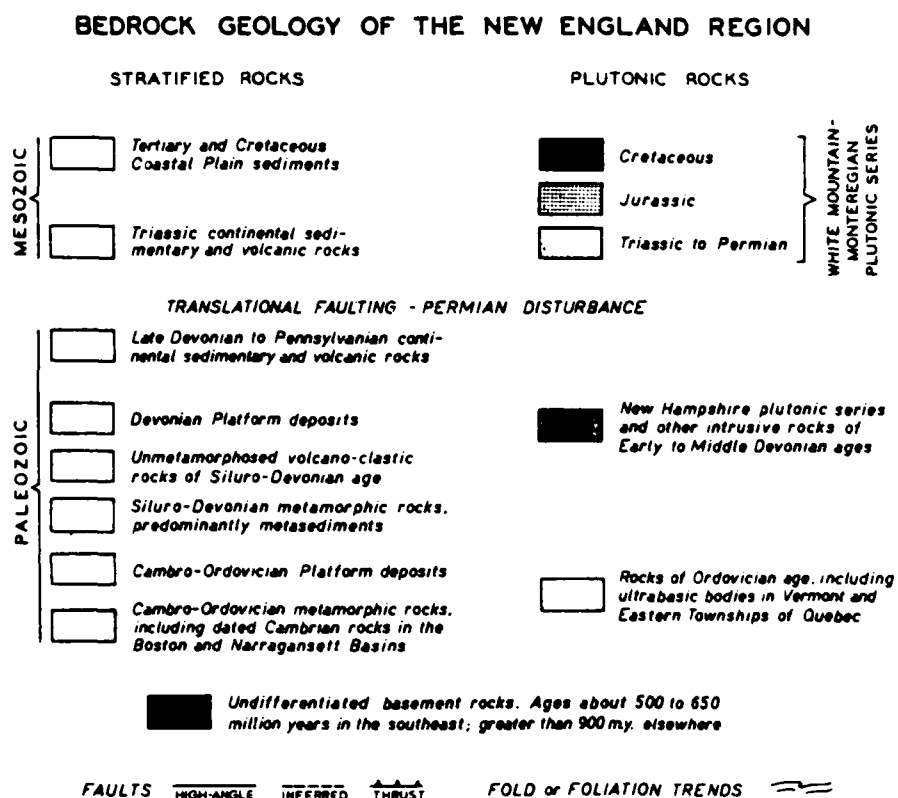 BEDROCK GEOLOGY OF THE NEW ENGLAND REGION
STRATIFIED ROCKS
MESOZOIC
Tertiary and Cretaceous
Coastal Plain sediments
Triassic continental sedi-
mentary and volcanic rocks
PLUTONIC ROCKS
Cretaceous
Jurassic
Triassic to Permian
WHITE MOUNTAIN-
MONTEREGIAN
PLUTONIC SERIES
TRANSLATIONAL FAULTING - PERMIAN DISTURBANCE
PALEOZOIC
Late Devonian to Pennsylvanian conti-
nental sedimentary and volcanic rocks
Devonian Platform deposits
Unmetamorphosed volcano-clastic
rocks of Siluro-Devonian age
Siluro-Devonian metamorphic rocks,
predominantly metasediments
Cambro-Ordovician Platform deposits
Cambro-Ordovician metamorphic rocks,
including dated Cambrian rocks in the
Boston and Narragansett Basins
New Hampshire plutonic series
and other intrusive rocks of
Early to Middle Devonian ages
Rocks of Ordovician age, including
ultrabasic bodies in Vermont and
Eastern Townships of Quebec
Undifferentiated basement rocks. Ages about 500 to 650
million years in the southeast; greater than 900 my. elsewhere
FAULTS HIGH-ANGLE INFERRED THRUST
FOLD or FOLIATION TRENDS